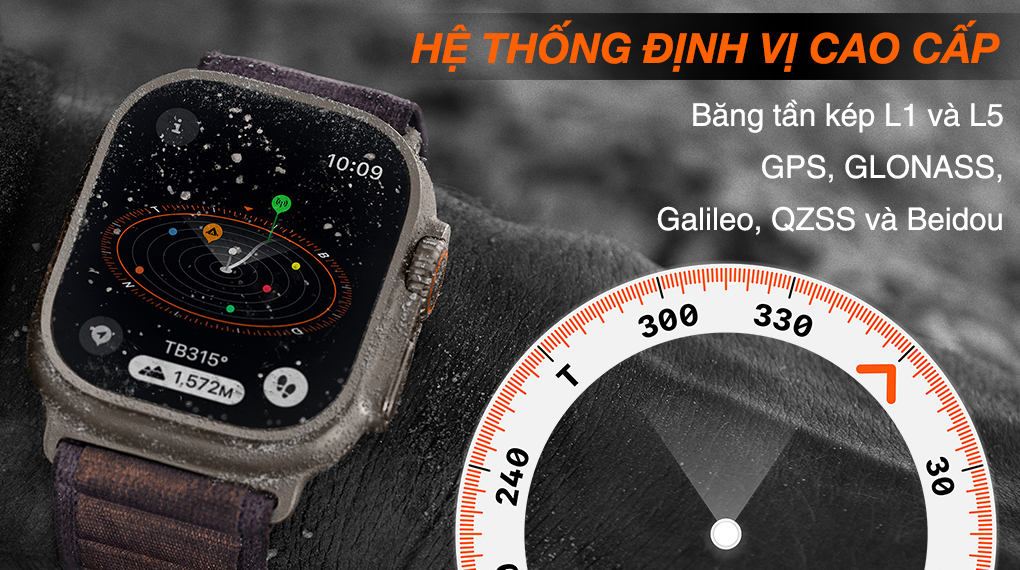 HỆ THỐNG ĐỊNH VỊ CAO CẤP
Băng tần kép L1 và L5
GPS, GLONASS,
Galileo, QZSS và Beidou
10:09
T
B
N
Đ
TB315°
1,572M
300
330
T
240
30